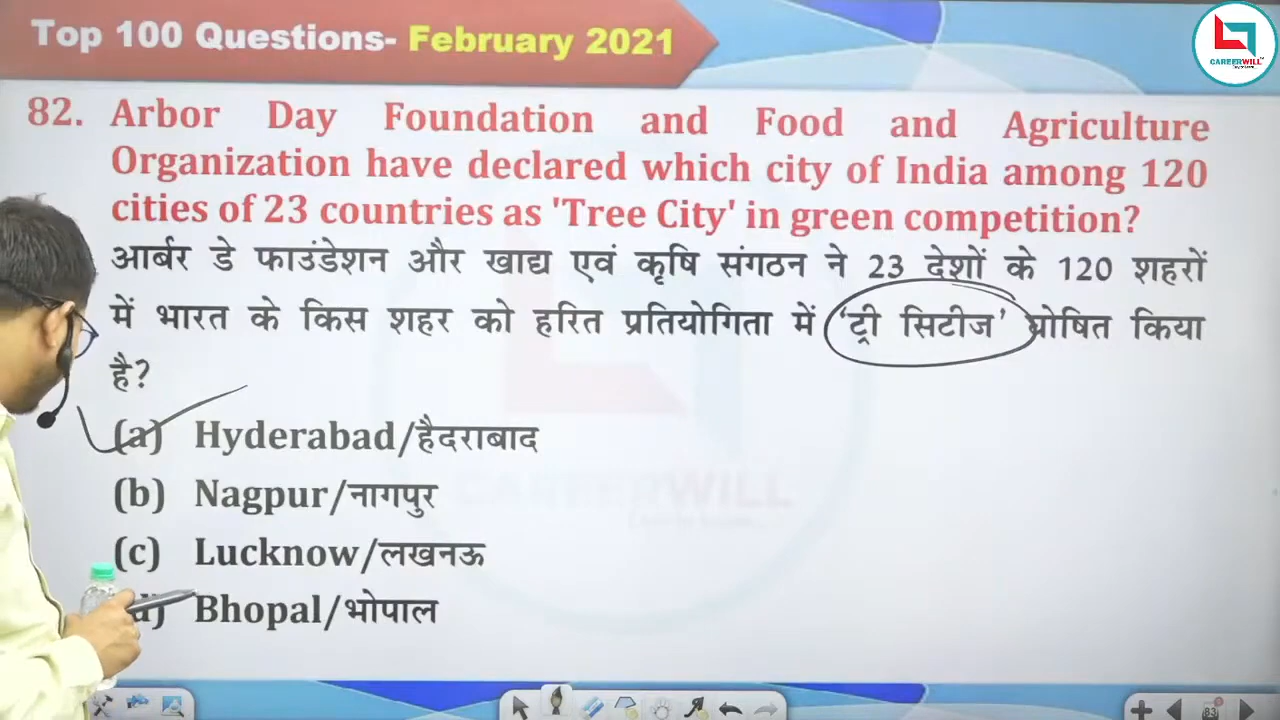 Top 100 Questions- February 2021
CAREERWILL
82. Arbor Day Foundation and Food and Agriculture
Organization have declared which city of India among 120
cities of 23 countries as 'Tree City' in green competition?
आर्बर डे फाउंडेशन और खाद्य एवं कृषि संगठन ने 23 देशों के 120 शहरों
में भारत के किस शहर को हरित प्रतियोगिता में 'ट्री सिटीज' घोषित किया
है?
(a) Hyderabad/हैदराबाद
(b) Nagpur/नागपुर
(c) Lucknow/लखनऊ
(d) Bhopal/भोपाल
CAREERWILL
83